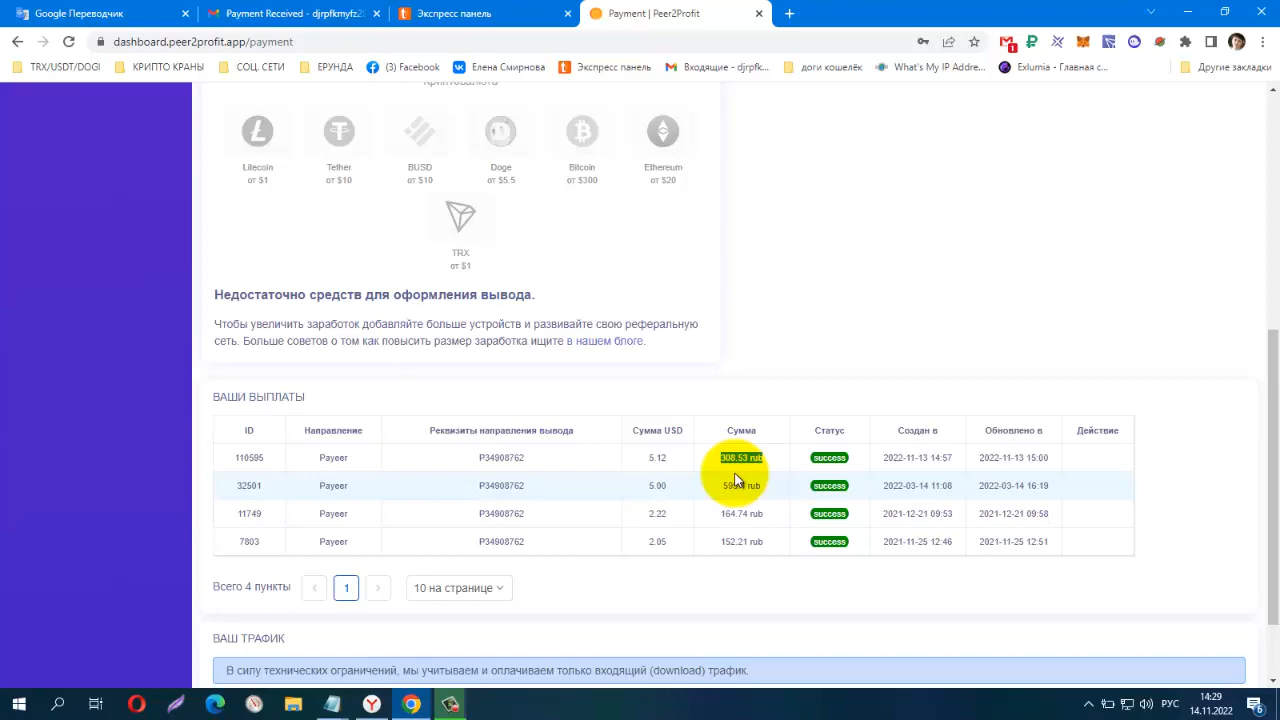 Google Переводчик
Payment Received - djrpfkmyfz2
Экспресс панель
Payment | Peer2Profit
dashboard.peer2profit.app/payment
1
TRX/USDT/DOGI
КРИПТО КРАНЫ
СОЦ. СЕТИ
ЕРУНДА
(3) Facebook
Елена Смирнова
Экспресс панель
Входящие - djrpfk...
доги кошелёк
What's My IP Addre...
Exlumia - Главная с...
Другие закладки
Криптовалюта
Litecoin
от $1
Tether
от $10
BUSD
от $10
Doge
от $5.5
Bitcoin
от $300
Ethereum
от $20
TRX
от $1
Недостаточно средств для оформления вывода.
Чтобы увеличить заработок добавляйте больше устройств и развивайте свою реферальную
сеть. Больше советов о том как повысить размер заработка ищите в нашем блоге.
ВАШИ ВЫПЛАТЫ
ID Направление Реквизиты направления вывода Сумма USD Сумма Статус Создан в Обновлено в Действие
110595 Payeer P34908762 5.12 308.53 rub success 2022-11-13 14:57 2022-11-13 15:00
32501 Payeer P34908762 5.00 rub success 2022-03-14 11:08 2022-03-14 16:19
11749 Payeer P34908762 2.22 164.74 rub success 2021-12-21 09:53 2021-12-21 09:58
7803 Payeer P34908762 2.05 152.21 rub success 2021-11-25 12:46 2021-11-25 12:51
Всего 4 пункты
1
10 на странице
ВАШ ТРАФИК
В силу технических ограничений, мы учитываем и оплачиваем только входящий (download) трафик.
РУС
14:29
14.11.2022
6